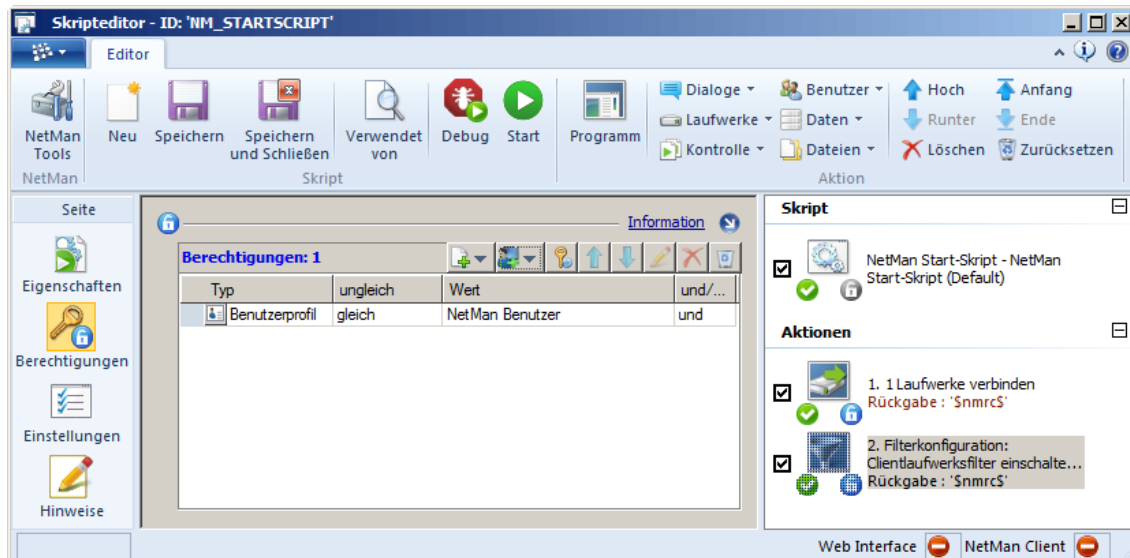 Skripteditor - ID: 'NM_STARTSCRIPT'
Editor
NetMan Tools
Neu
Speichern
Speichern und Schließen
Verwendet von
Debug
Start
Programm
Dialoge
Laufwerke
Kontrolle
Benutzer
Daten
Dateien
Hoch
Runter
Löschen
Anfang
Ende
Zurücksetzen
NetMan
Skript
Aktion
Seite
Eigenschaften
Berechtigungen
Einstellungen
Hinweise
Information
Berechtigungen: 1
Typ ungleich Wert und/...
Benutzerprofil gleich NetMan Benutzer und
Skript
NetMan Start-Skript - NetMan
Start-Skript (Default)
Aktionen
1. 1 Laufwerke verbinden
Rückgabe : '$nmrc$'
2. Filterkonfiguration:
Clientlaufwerksfilter einschalte...
Rückgabe : '$nmrc$'
Web Interface
NetMan Client